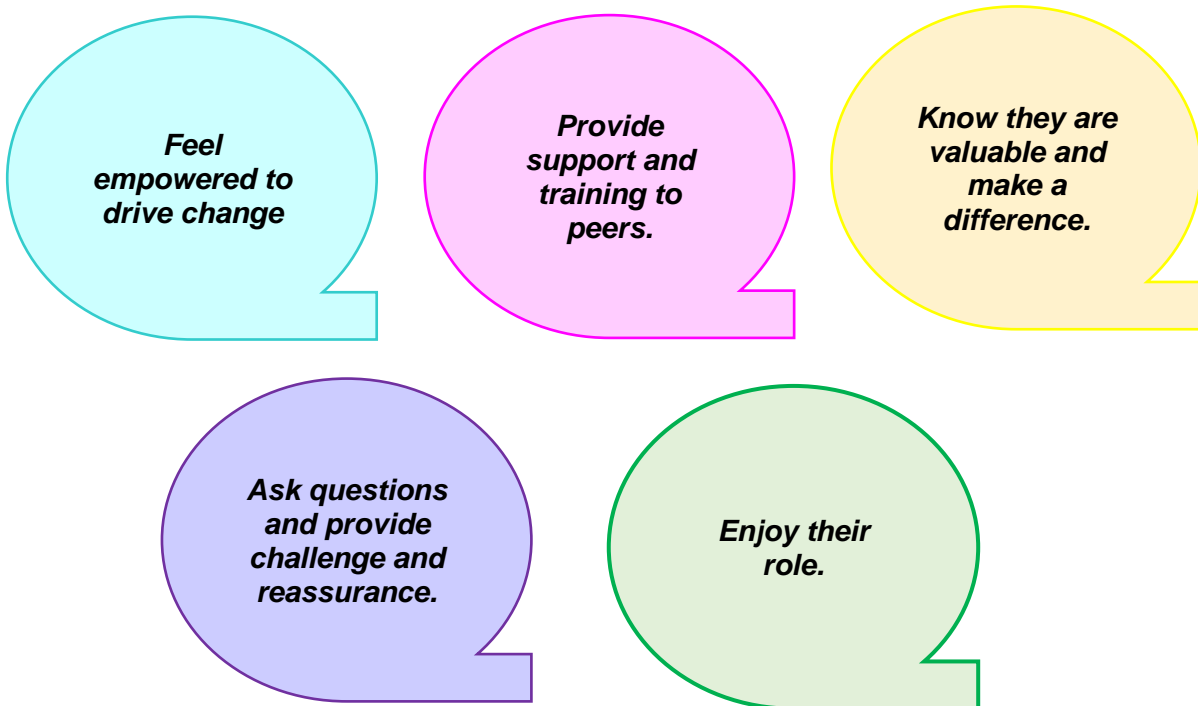 Feel
empowered to
drive change
Provide
support and
training to
peers.
Know they are
valuable and
make a
difference.
Ask questions
and provide
challenge and
reassurance.
Enjoy their
role.